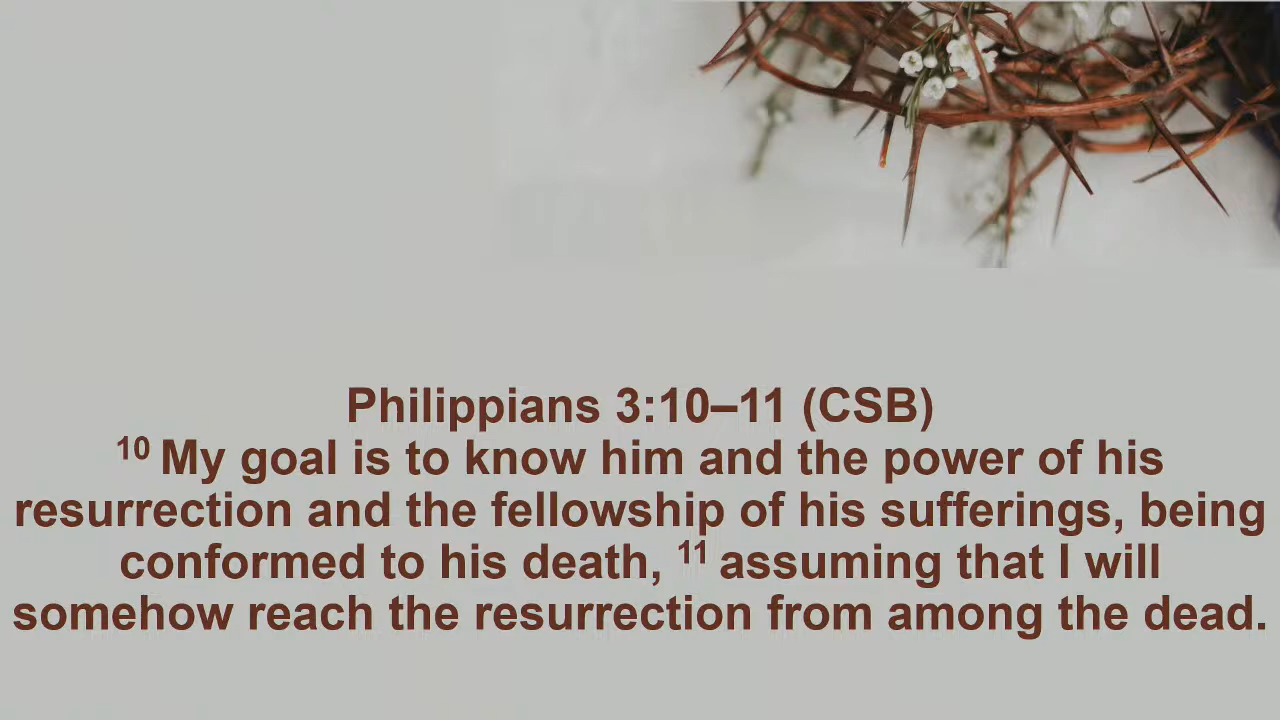 Philippians 3:10–11 (CSB)
10 My goal is to know him and the power of his
resurrection and the fellowship of his sufferings, being
conformed to his death, 11 assuming that I will
somehow reach the resurrection from among the dead.